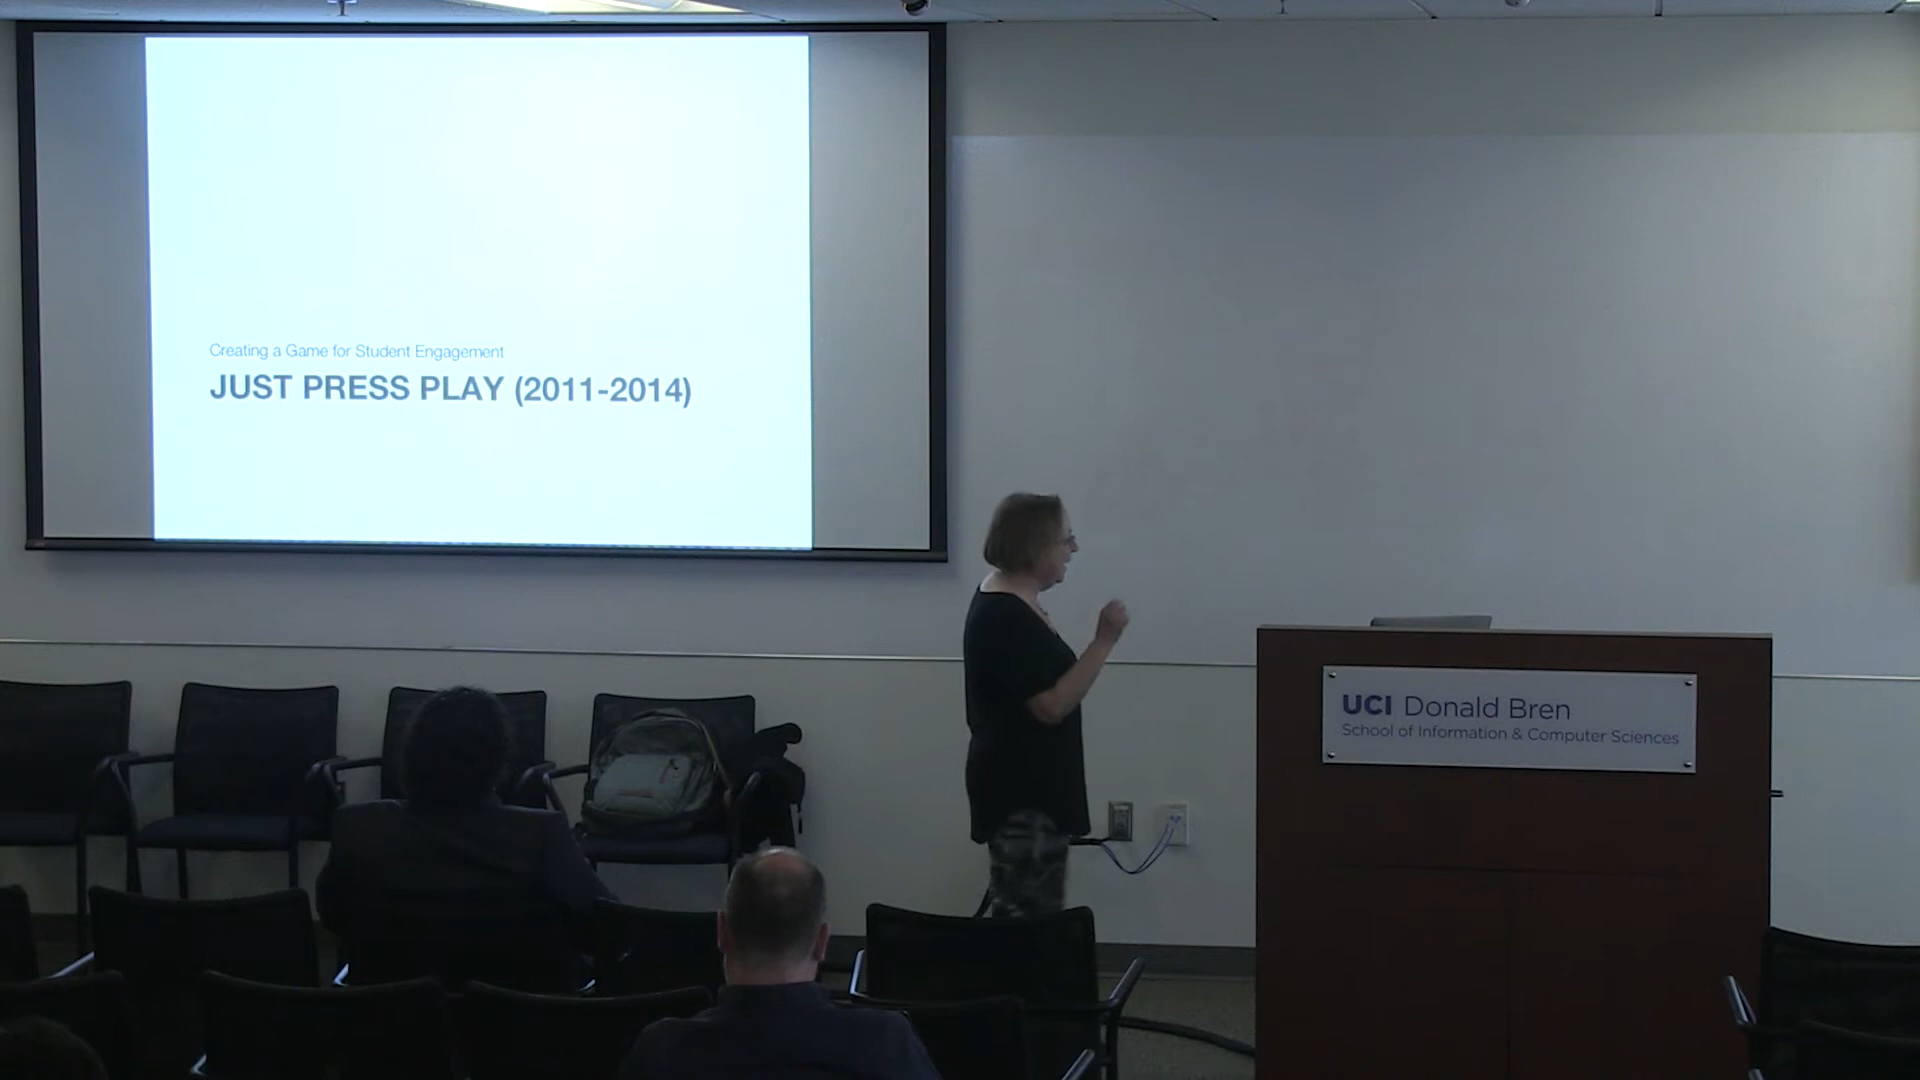 Creating a Game for Student Engagement
JUST PRESS PLAY (2011-2014)
UCI Donald Bren
School of Information & Computer Sciences